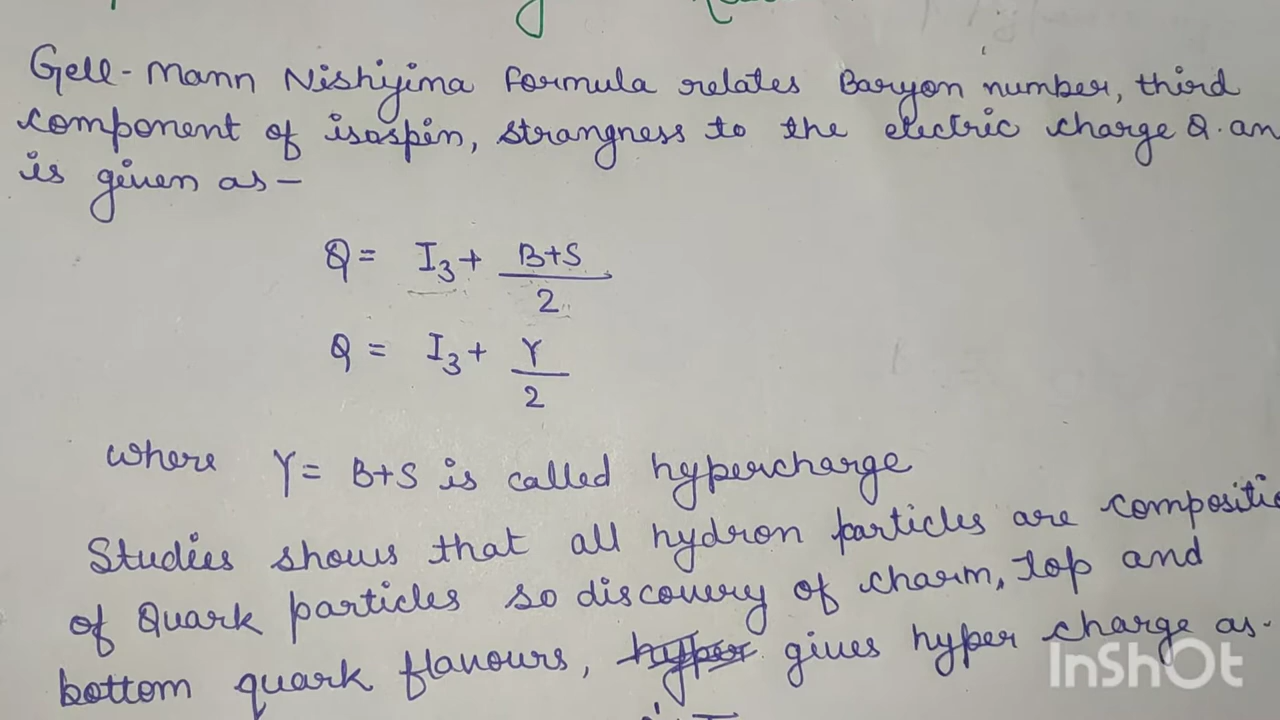 Gell-Mann Nishijima Formula relates Baryon number, third
component of isospin, strangness to the electric charge Q. an
is given as -
Q = I₃ + (B+S)/2
Q = I₃ + Y/2
where Y = B+S is called hypercharge
Studies shows that all hydron particles are compositi
of Quark particles so discovery of charm, top and
bottom quark flavours, gives hyper charge as-
InShOt